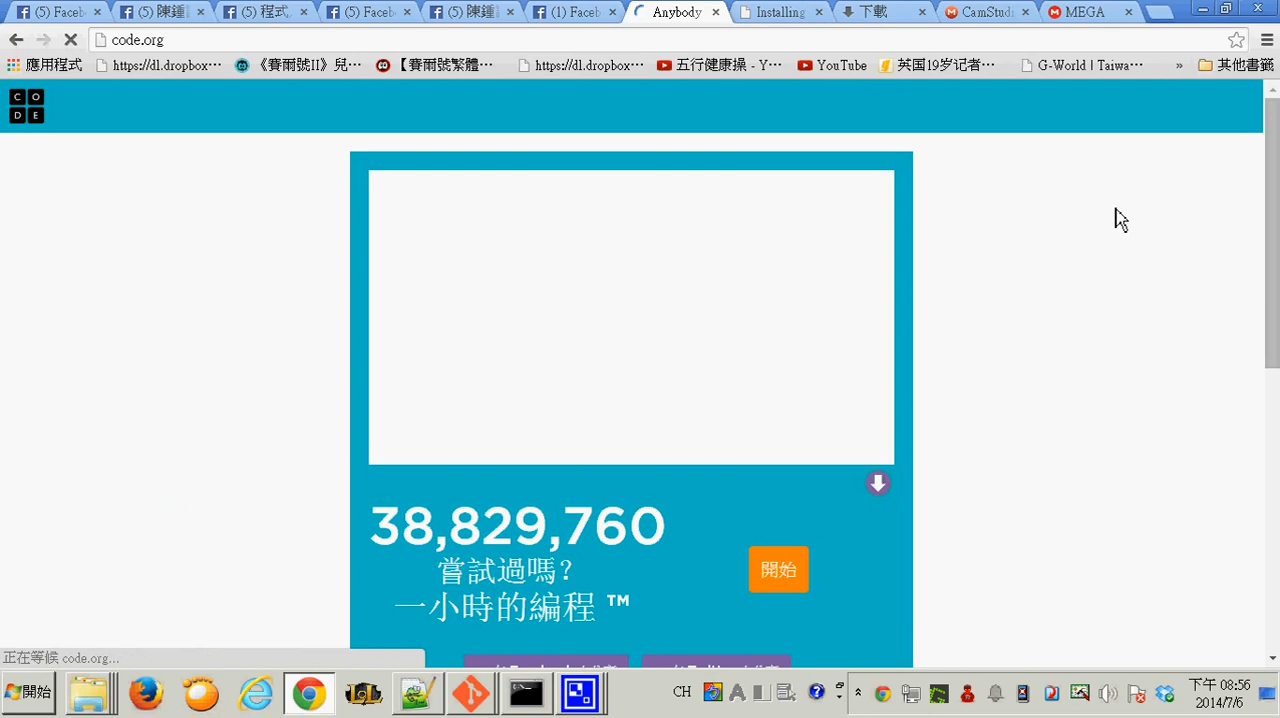 (5) Faceb
(5) 陳鍾
(5) 程式,
(5) Faceb
(5) 陳鍾
(1) Faceb
Anybody
Installing
下載
CamStudi
MEGA
code.org
應用程式
https://dl.dropbox…
《賽爾號II》兒…
【賽爾號繁體…
https://dl.dropbox…
五行健康操 - Y…
YouTube
英国19岁记者…
G-World | Taiwa…
»
其他書籤
C O
D E
38,829,760
嘗試過嗎?
一小時的編程 ™
開始
正在等候 code.org...
開始
CH
下午 08:56
2014/7/6